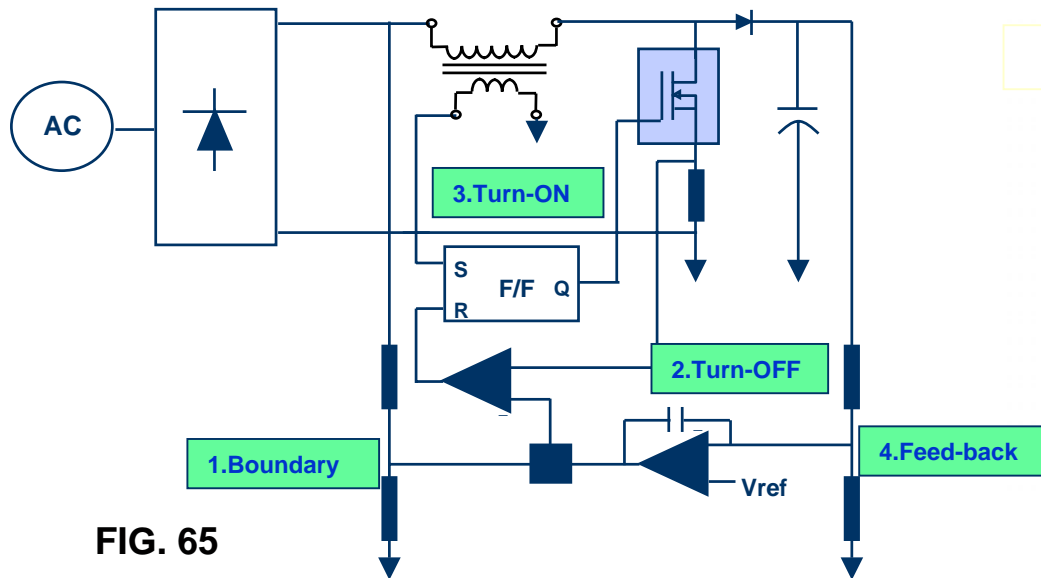 AC
3.Turn-ON
S
F/F
Q
R
2.Turn-OFF
1.Boundary
4.Feed-back
Vref
FIG. 65